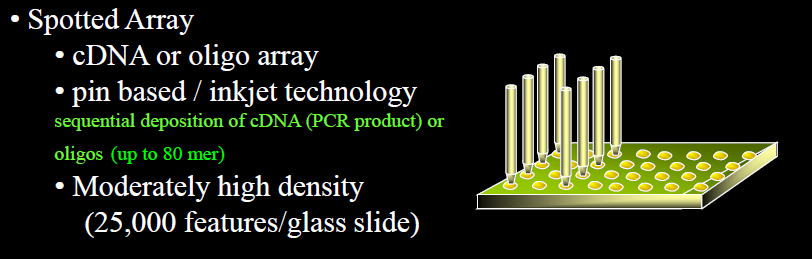 • Spotted Array
• cDNA or oligo array
• pin based / inkjet technology
sequential deposition of cDNA (PCR product) or
oligos (up to 80 mer)
• Moderately high density
(25,000 features/glass slide)